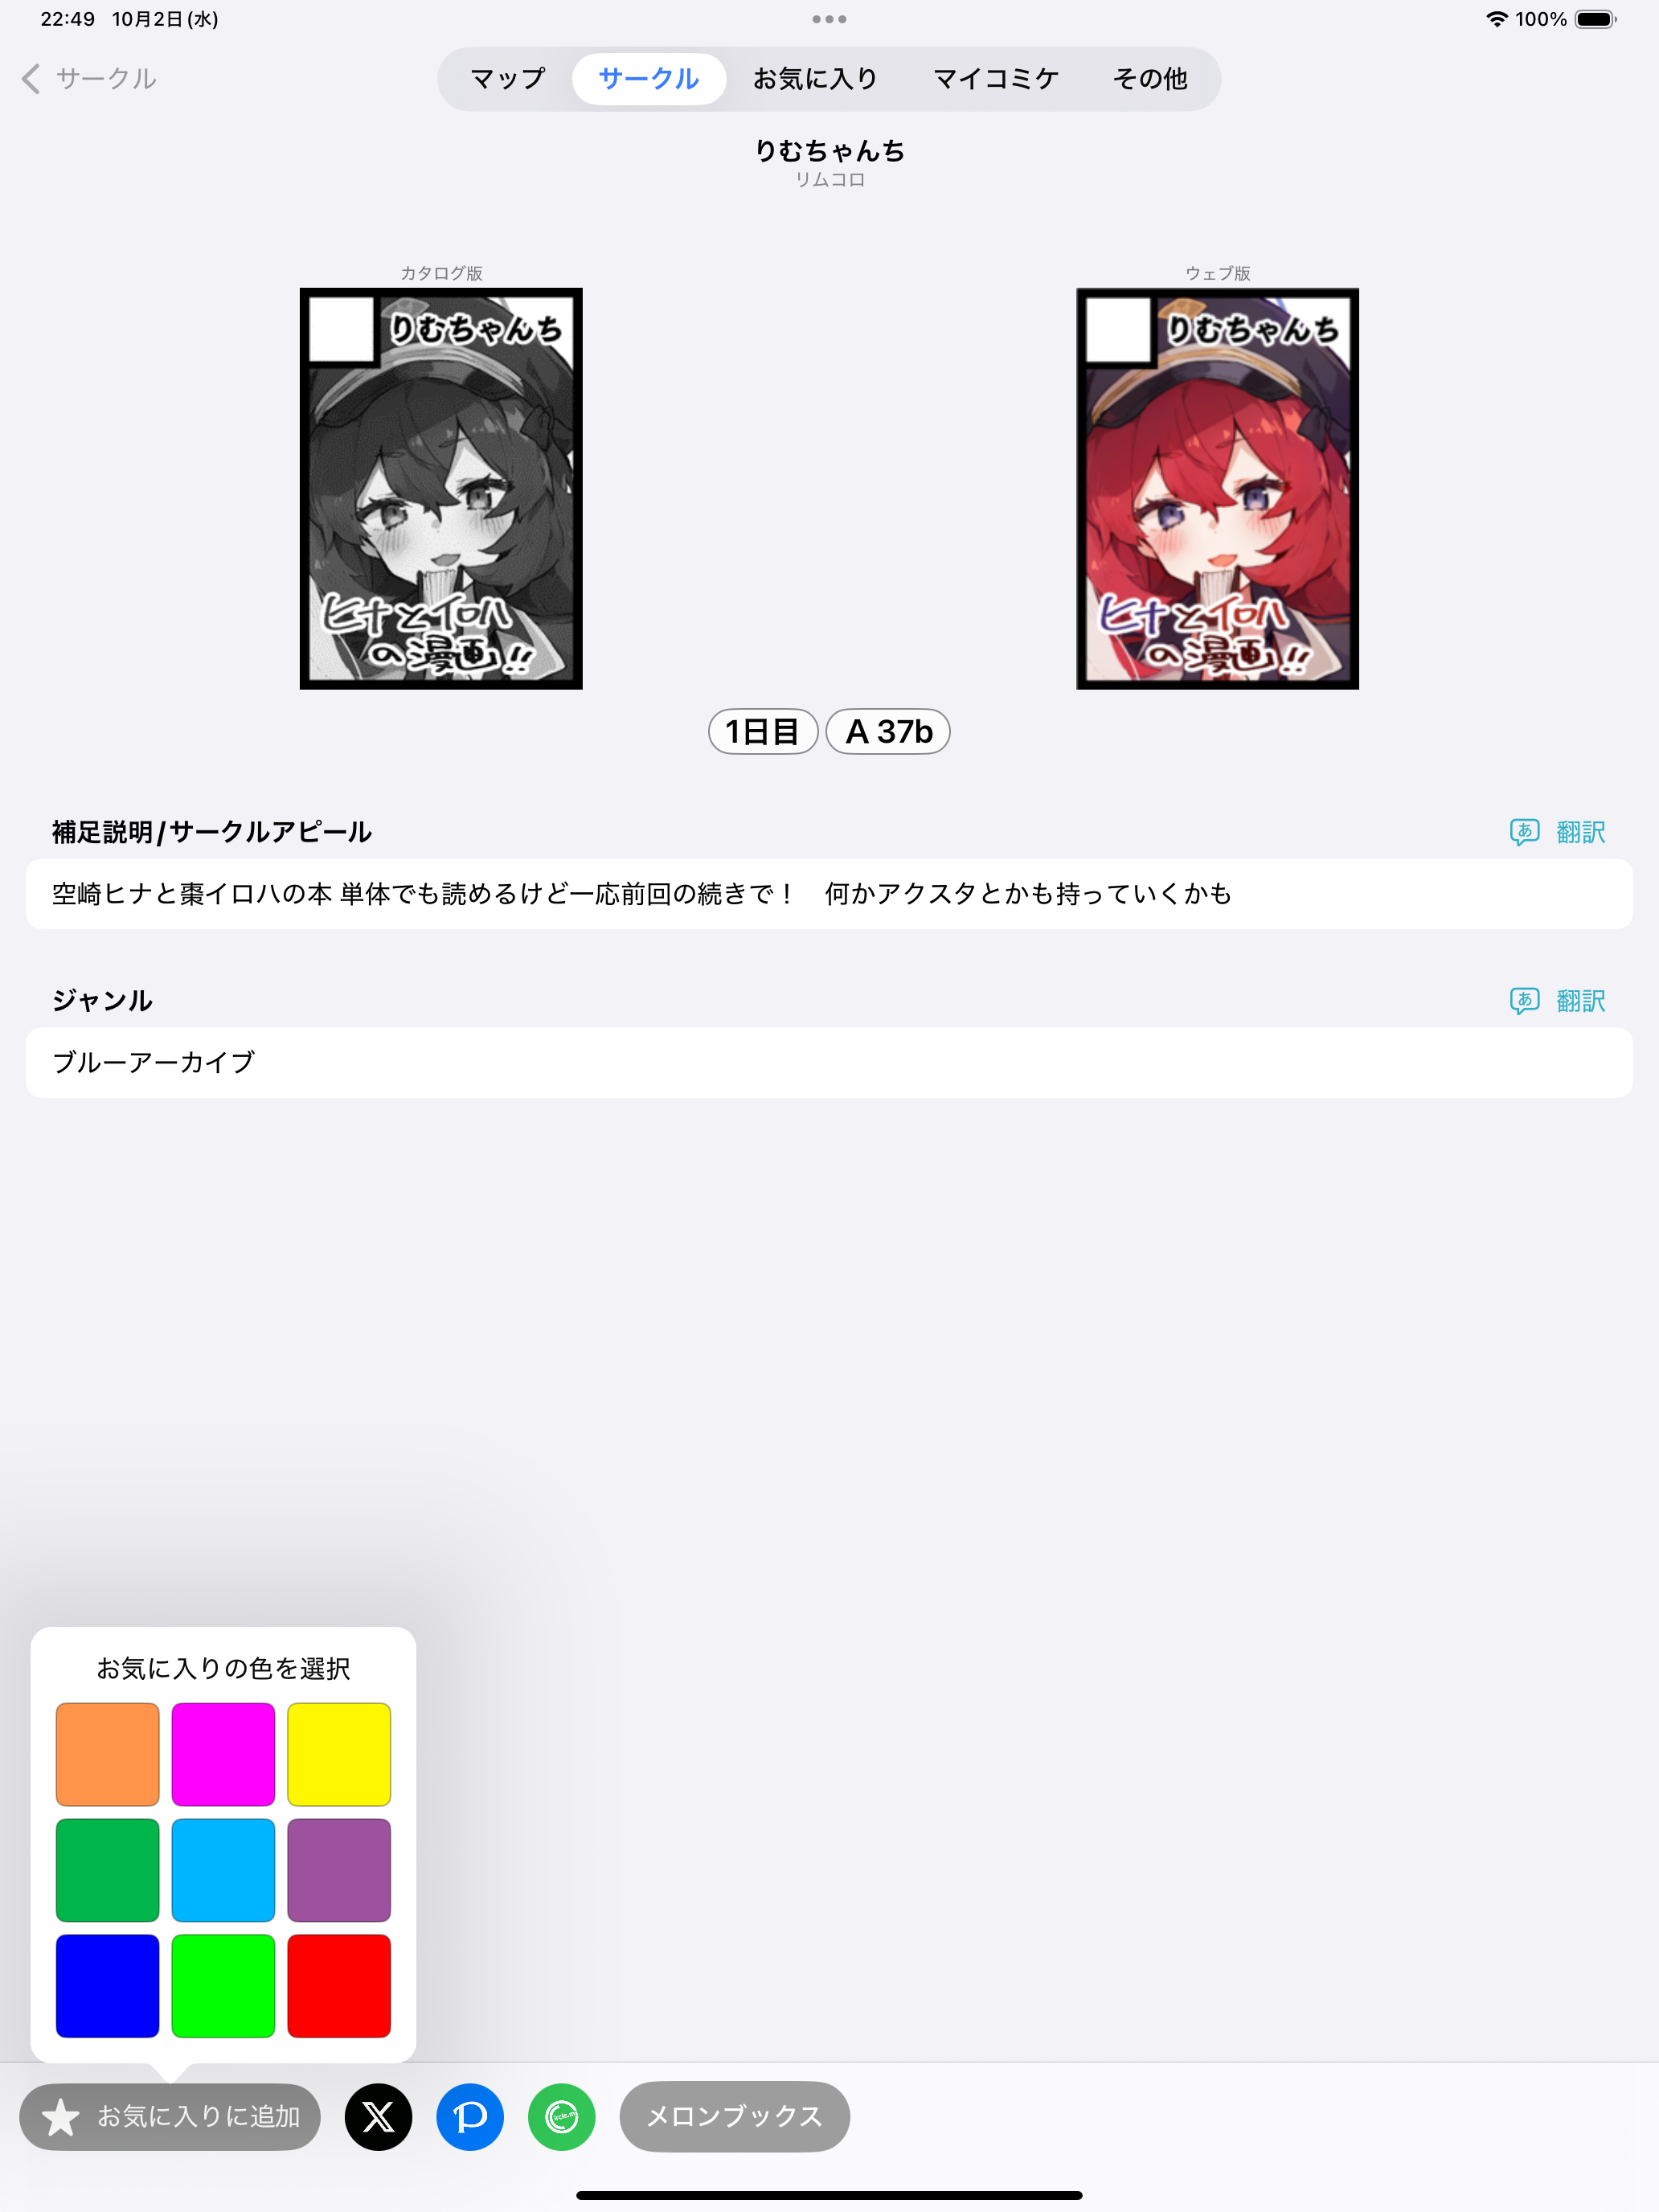 22:49 10月2日(水)
100%
サークル
マップ サークル お気に入り マイコミケ その他
りむちゃんち
リムコロ
カタログ版
りむちゃんち
ヒナとイロハ
の漫画!!
ウェブ版
りむちゃんち
ヒナとイロハ
の漫画!!
1日目 A 37b
補足説明/サークルアピール
あ 翻訳
空崎ヒナと棗イロハの本 単体でも読めるけど一応前回の続きで！　何かアクスタとかも持っていくかも
ジャンル
あ 翻訳
ブルーアーカイブ
お気に入りの色を選択
お気に入りに追加
メロンブックス